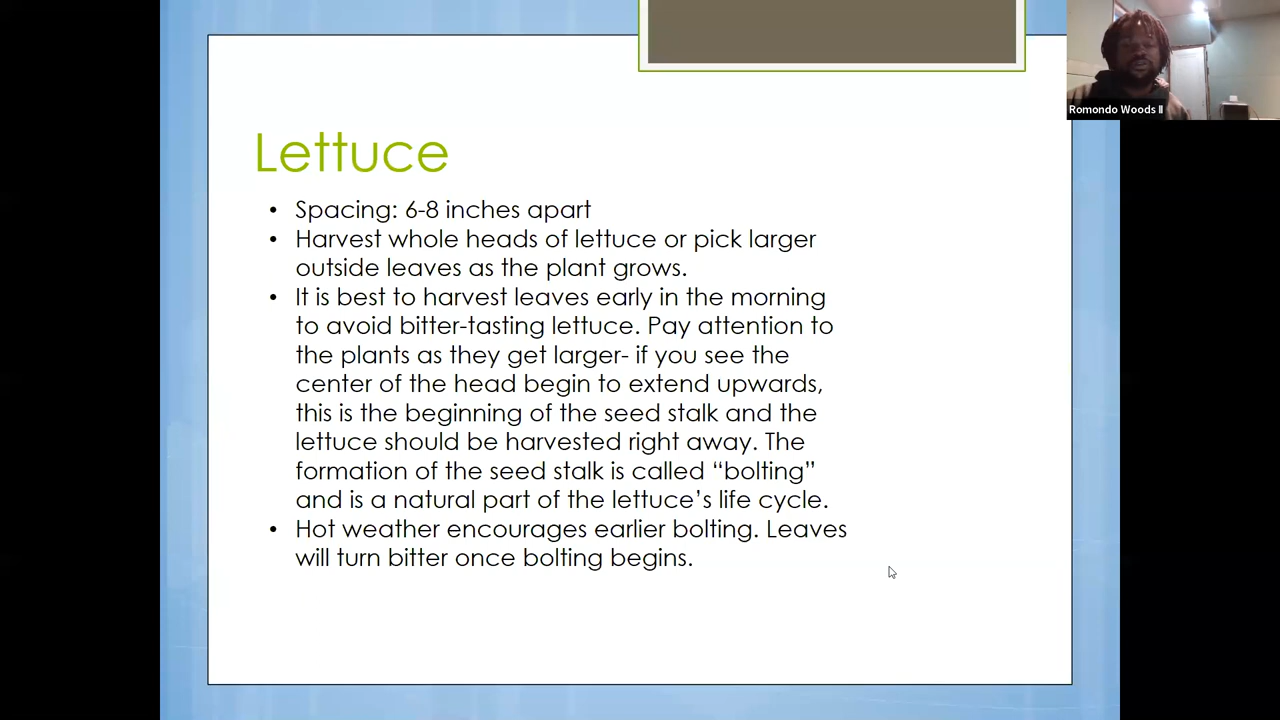 Romondo Woods II
Lettuce
• Spacing: 6-8 inches apart
• Harvest whole heads of lettuce or pick larger
outside leaves as the plant grows.
• It is best to harvest leaves early in the morning
to avoid bitter-tasting lettuce. Pay attention to
the plants as they get larger- if you see the
center of the head begin to extend upwards,
this is the beginning of the seed stalk and the
lettuce should be harvested right away. The
formation of the seed stalk is called “bolting”
and is a natural part of the lettuce’s life cycle.
• Hot weather encourages earlier bolting. Leaves
will turn bitter once bolting begins.